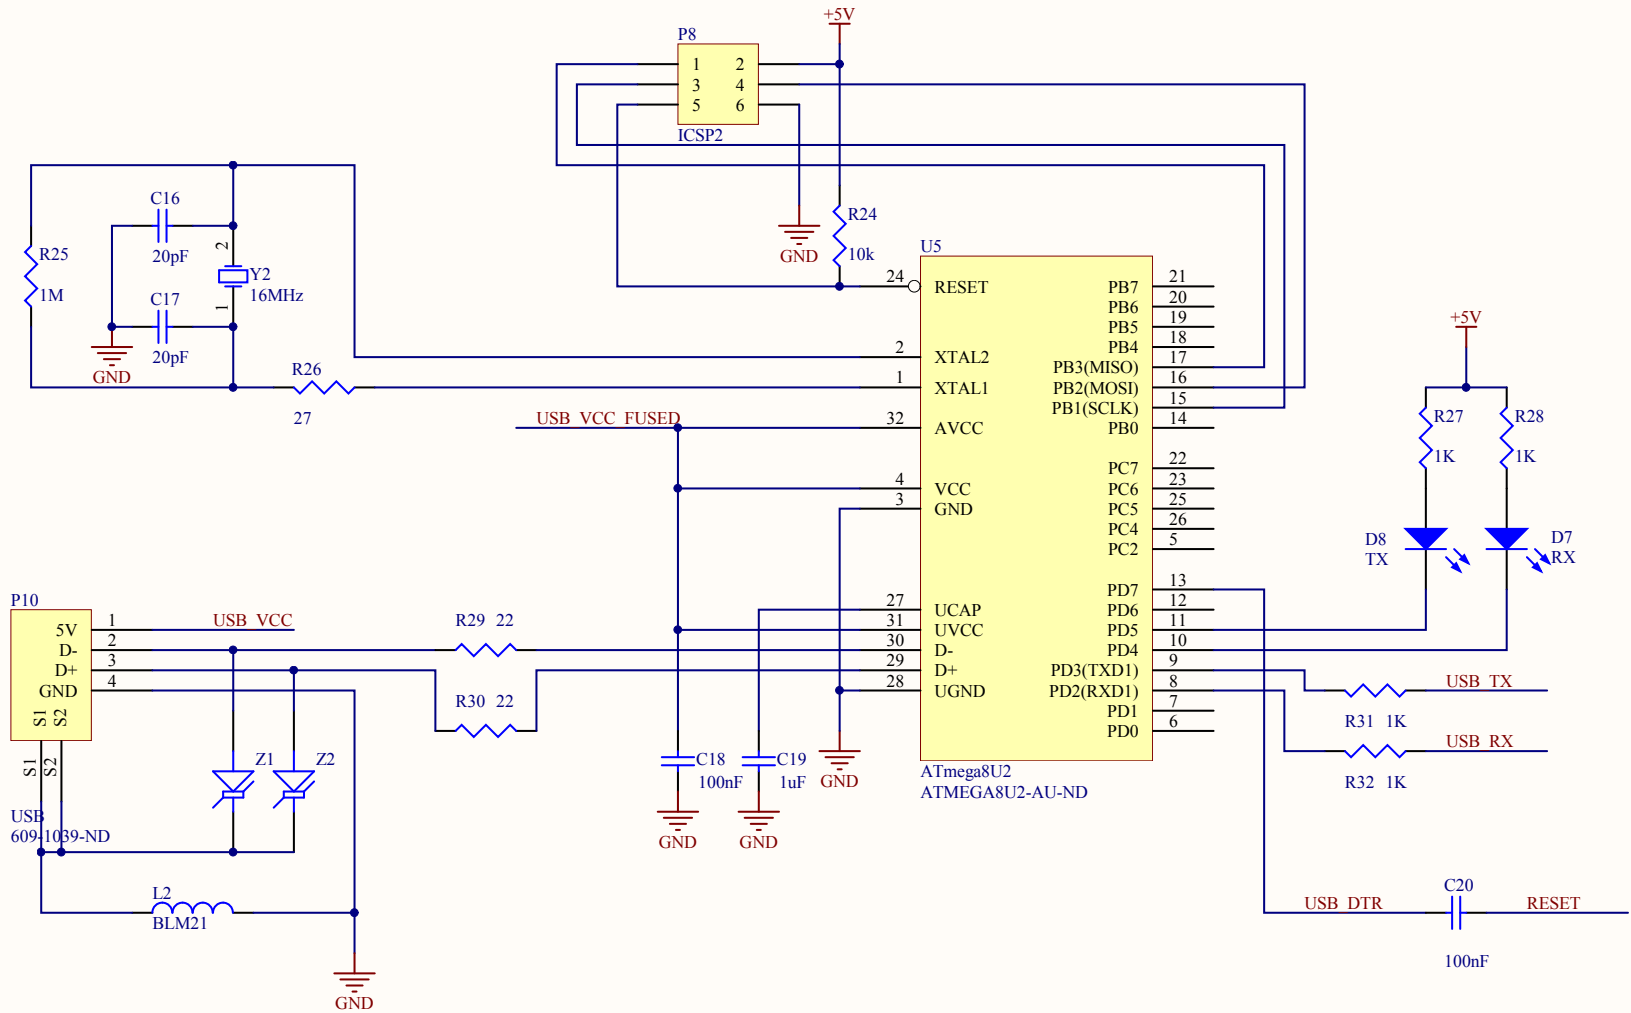 +5V
P8
1 2
3 4
5 6
ICSP2
GND
R24
10k
C16
20pF
R25
1M
2
Y2
16MHz
1
C17
20pF
GND
R26
27
USB_VCC_FUSED
U5
24 RESET
2 XTAL2
1 XTAL1
32 AVCC
4 VCC
3 GND
27 UCAP
31 UVCC
30 D-
29 D+
28 UGND
PB7 21
PB6 20
PB5 19
PB4 18
PB3(MISO) 17
PB2(MOSI) 16
PB1(SCLK) 15
PB0 14
PC7 22
PC6 23
PC5 25
PC4 26
PC2 5
PD7 13
PD6 12
PD5 11
PD4 10
PD3(TXD1) 9
PD2(RXD1) 8
PD1 7
PD0 6
ATmega8U2
ATMEGA8U2-AU-ND
+5V
R27
1K
R28
1K
D8
TX
D7
RX
USB_TX
R31 1K
USB_RX
R32 1K
P10
5V 1
D- 2
D+ 3
GND 4
S1
S2
S1
S2
USB
609-1039-ND
USB_VCC
R29 22
R30 22
Z1
Z2
C18
100nF
GND
C19
1uF
GND
GND
L2
BLM21
GND
USB_DTR
C20
100nF
RESET